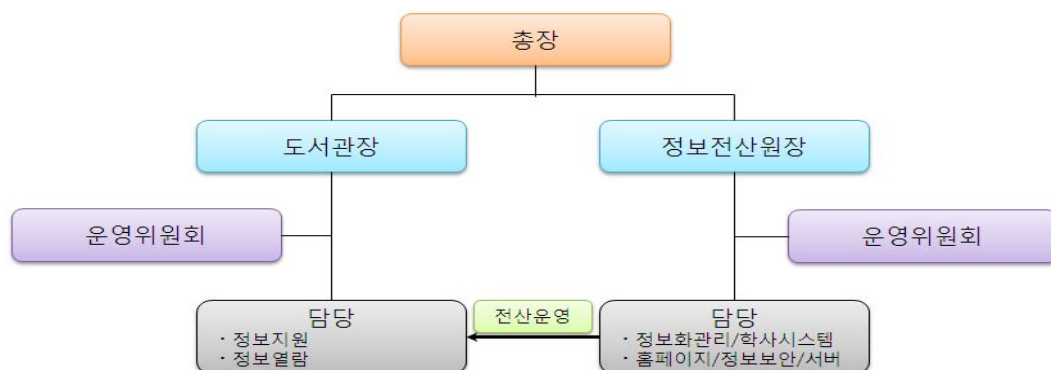 총장
도서관장
정보전산원장
운영위원회
운영위원회
담당
· 정보지원
· 정보열람
전산운영
담당
· 정보화관리/학사시스템
· 홈페이지/정보보안/서버